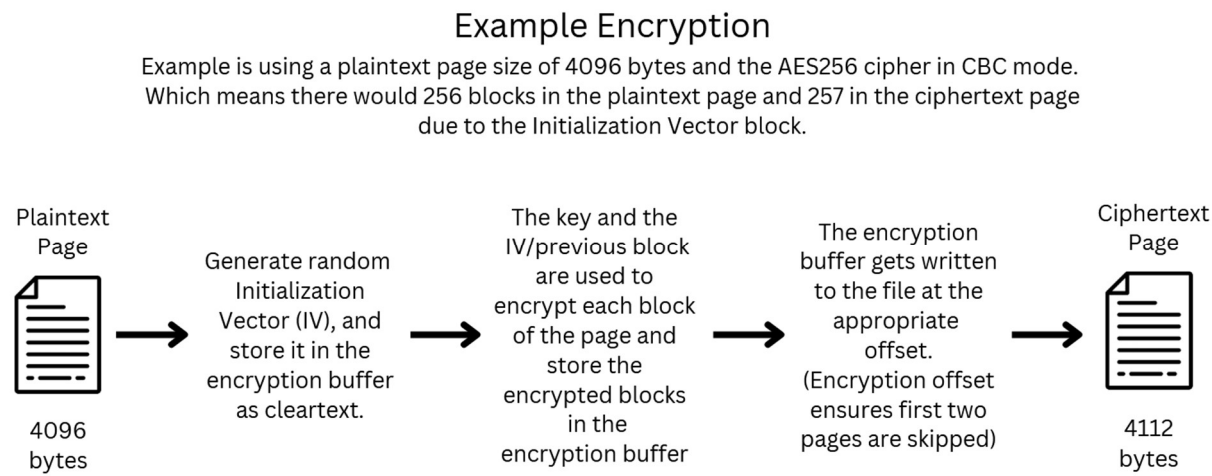 Example Encryption
Example is using a plaintext page size of 4096 bytes and the AES256 cipher in CBC mode.
Which means there would 256 blocks in the plaintext page and 257 in the ciphertext page
due to the Initialization Vector block.
Plaintext
Page
4096
bytes
Generate random
Initialization
Vector (IV), and
store it in the
encryption buffer
as cleartext.
The key and the
IV/previous block
are used to
encrypt each block
of the page and
store the
encrypted blocks
in the
encryption buffer
The encryption
buffer gets written
to the file at the
appropriate
offset.
(Encryption offset
ensures first two
pages are skipped)
Ciphertext
Page
4112
bytes